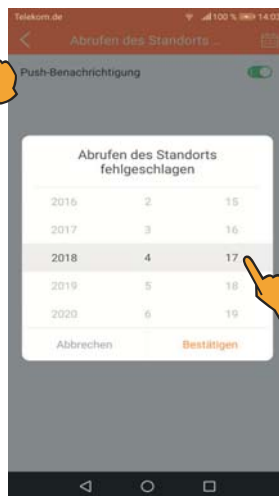 Telekom.de 100 % 14:03
Abrufen des Standorts ...
Push-Benachrichtigung
Abrufen des Standorts
fehlgeschlagen
2016 2 15
2017 3 16
2018 4 17
2019 5 18
2020 6 19
Abbrechen Bestätigen